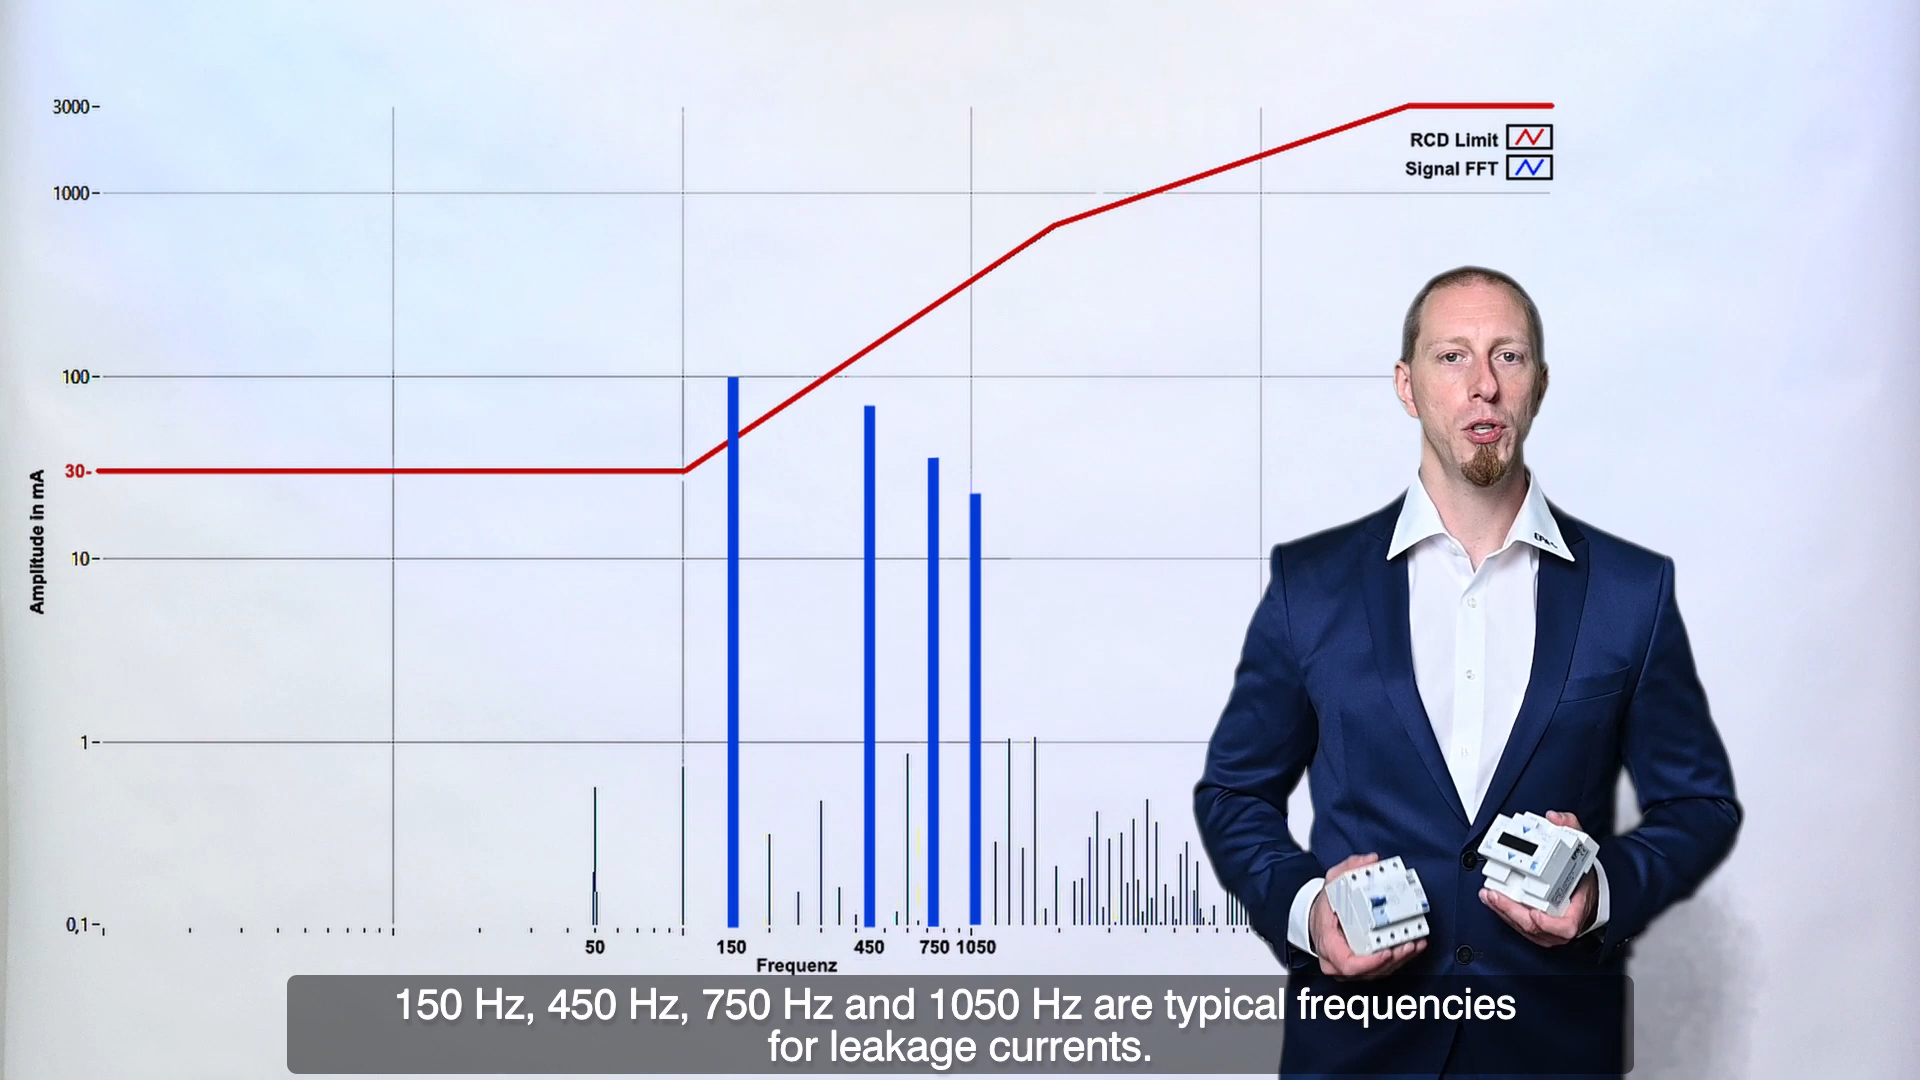 3000
1000
100
30
10
1
0,1
Amplitude in mA
RCD Limit
Signal FFT
50 150 450 750 1050
Frequenz
150 Hz, 450 Hz, 750 Hz and 1050 Hz are typical frequencies
for leakage currents.